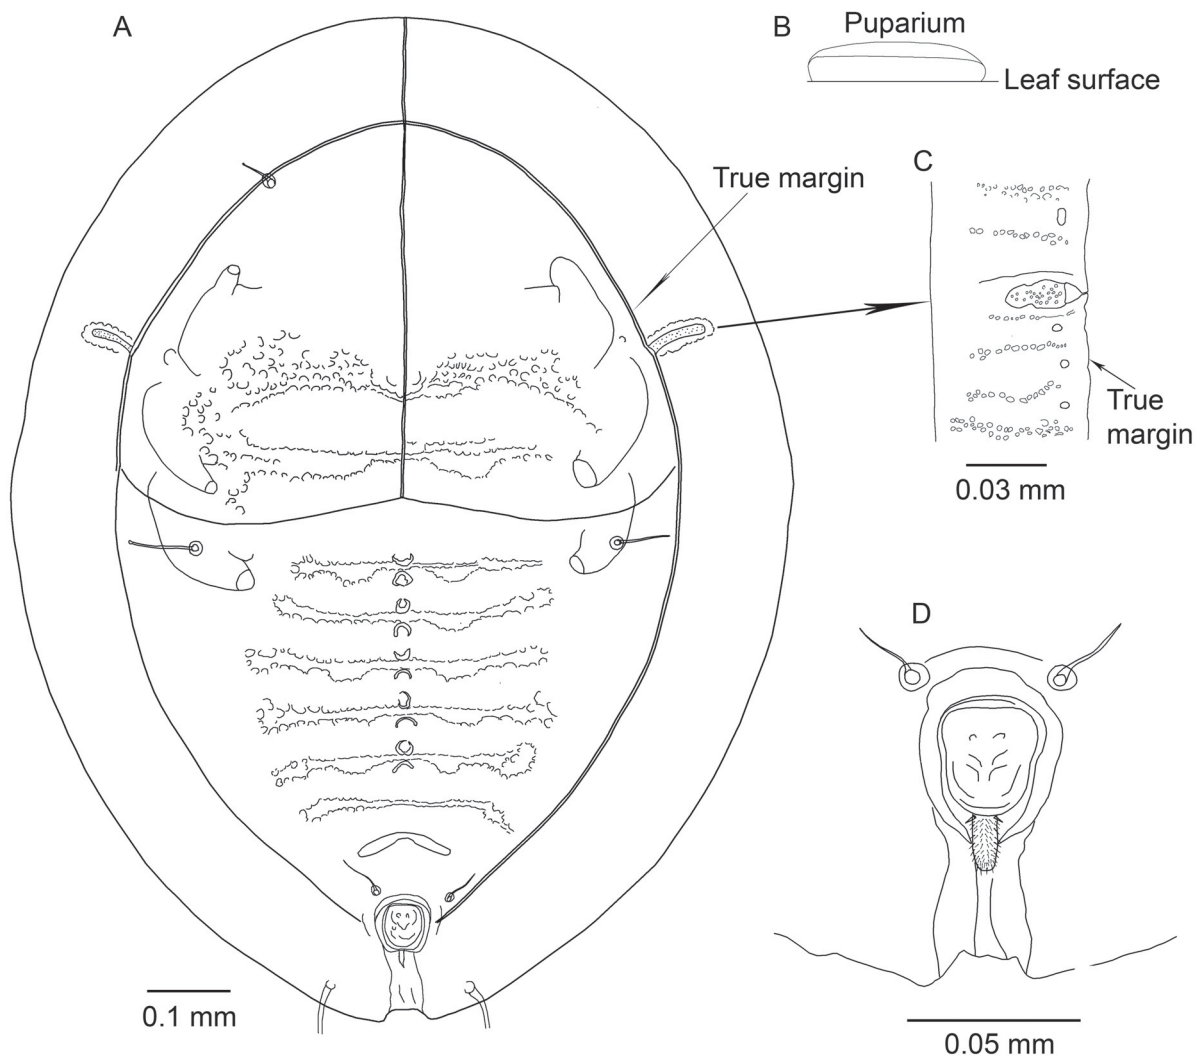 A
B
Puparium
Leaf surface
True margin
C
True
margin
0.03 mm
D
0.1 mm
0.05 mm